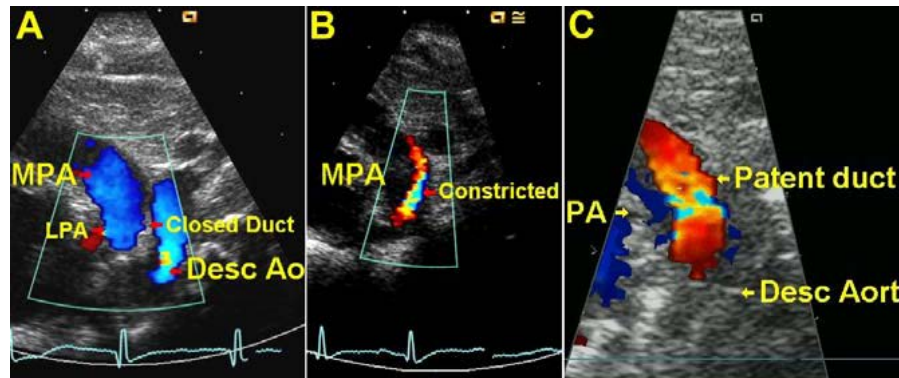 A
MPA
LPA
Closed Duct
Desc Ao
B
MPA
Constricted
C
Patent duct
PA
Desc Aort